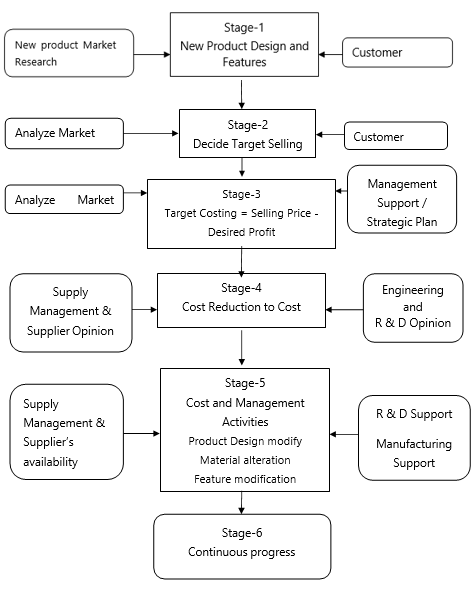 Stage-1
New Product Design and
Features
New product Market
Research
Customer
Stage-2
Decide Target Selling
Analyze Market
Customer
Stage-3
Target Costing = Selling Price -
Desired Profit
Analyze Market
Management
Support /
Strategic Plan
Stage-4
Cost Reduction to Cost
Supply
Management &
Supplier Opinion
Engineering
and
R & D Opinion
Stage-5
Cost and Management
Activities
Product Design modify
Material alteration
Feature modification
Supply
Management &
Supplier's
availability
R & D Support
Manufacturing
Support
Stage-6
Continuous progress